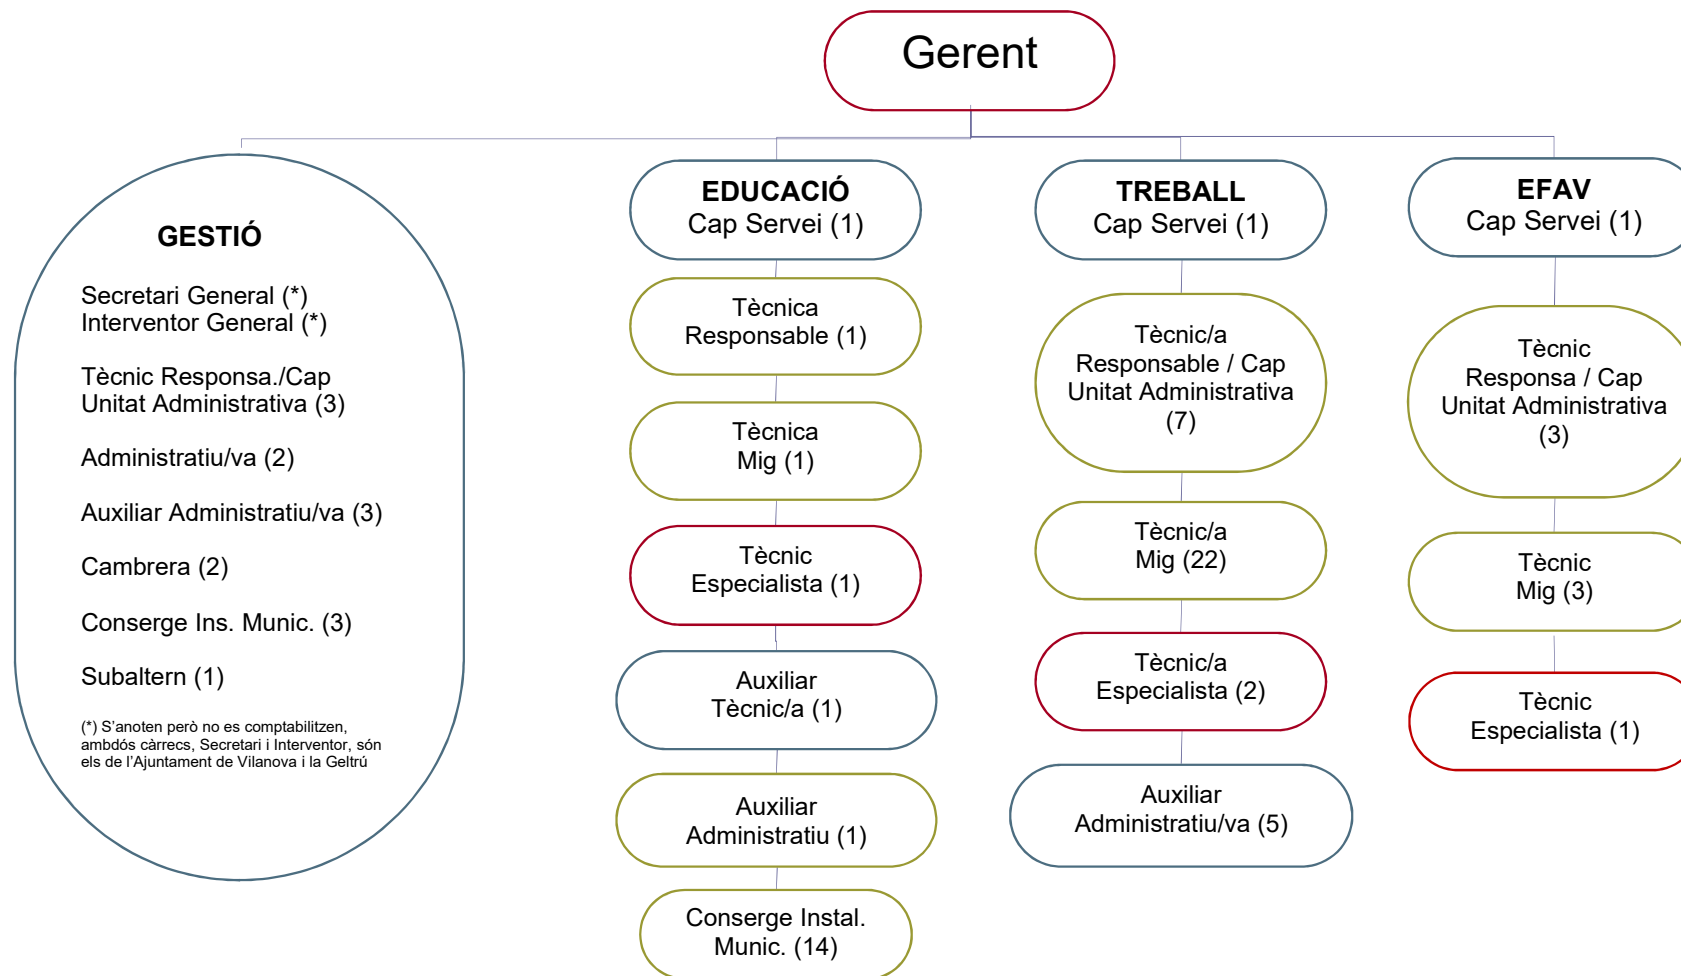 Gerent
GESTIÓ
Secretari General (*)
Interventor General (*)
Tècnic Responsa./Cap
Unitat Administrativa (3)
Administratiu/va (2)
Auxiliar Administratiu/va (3)
Cambrera (2)
Conserge Ins. Munic. (3)
Subaltern (1)
(*) S’anoten però no es comptabilitzen,
ambdós càrrecs, Secretari i Interventor, són
els de l’Ajuntament de Vilanova i la Geltrú
EDUCACIÓ
Cap Servei (1)
Tècnica
Responsable (1)
Tècnica
Mig (1)
Tècnic
Especialista (1)
Auxiliar
Tècnic/a (1)
Auxiliar
Administratiu (1)
Conserge Instal.
Munic. (14)
TREBALL
Cap Servei (1)
Tècnic/a
Responsable / Cap
Unitat Administrativa
(7)
Tècnic/a
Mig (22)
Tècnic/a
Especialista (2)
Auxiliar
Administratiu/va (5)
EFAV
Cap Servei (1)
Tècnic
Responsa / Cap
Unitat Administrativa
(3)
Tècnic
Mig (3)
Tècnic
Especialista (1)